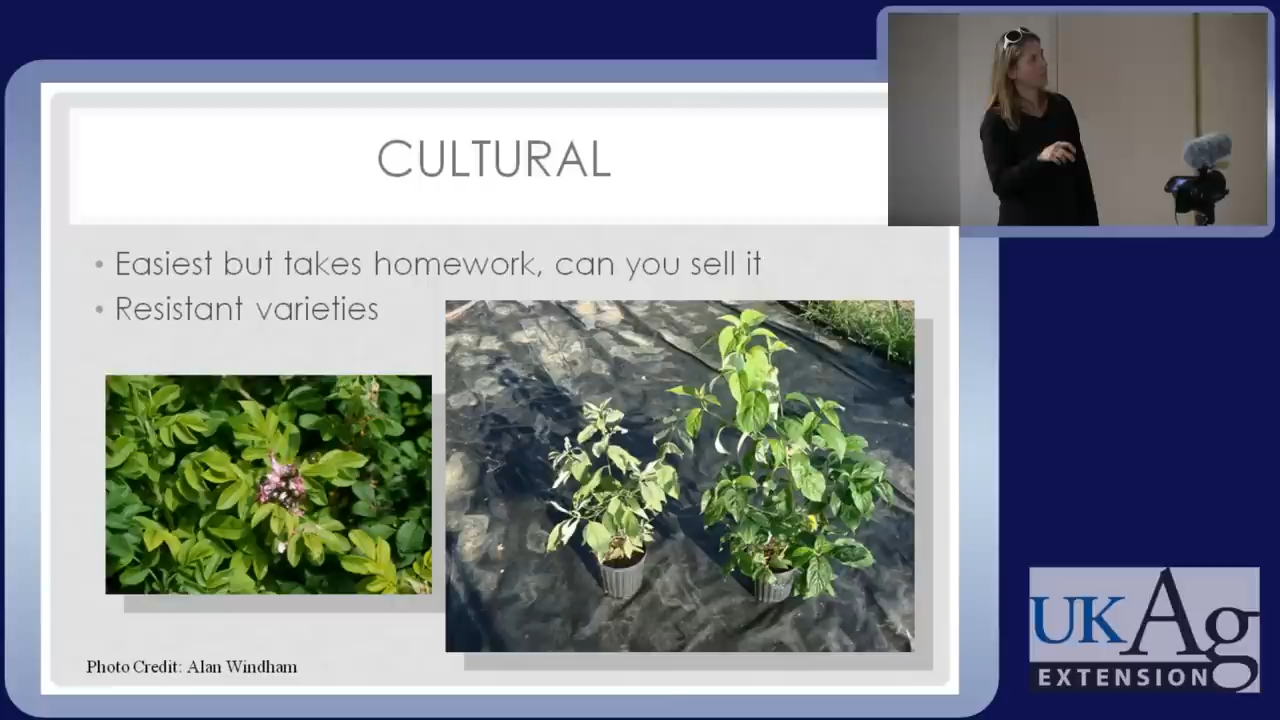 CULTURAL
• Easiest but takes homework, can you sell it
• Resistant varieties
Photo Credit: Alan Windham
UKAg
EXTENSION